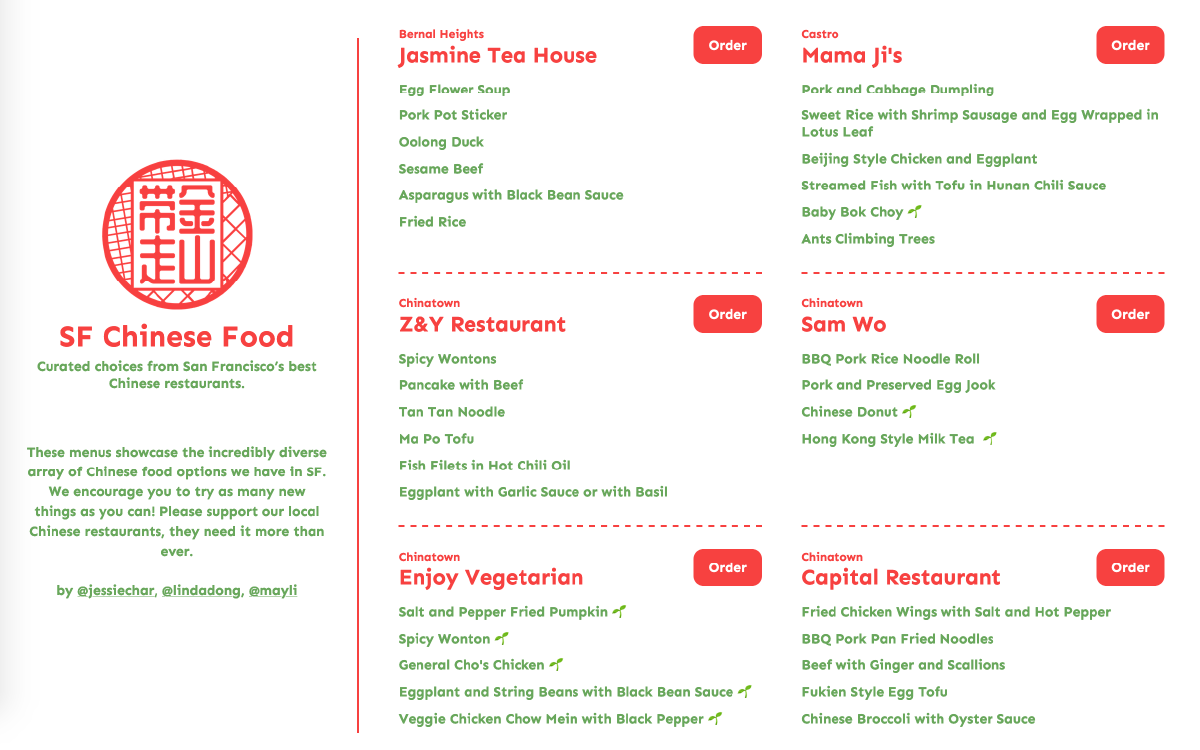 带金
走山
SF Chinese Food
Curated choices from San Francisco’s best
Chinese restaurants.
These menus showcase the incredibly diverse
array of Chinese food options we have in SF.
We encourage you to try as many new
things as you can! Please support our local
Chinese restaurants, they need it more than
ever.
by @jessiechar, @lindadong, @mayli
Bernal Heights
Jasmine Tea House
Order
Egg Flower Soup
Pork Pot Sticker
Oolong Duck
Sesame Beef
Asparagus with Black Bean Sauce
Fried Rice
Castro
Mama Ji's
Order
Pork and Cabbage Dumpling
Sweet Rice with Shrimp Sausage and Egg Wrapped in
Lotus Leaf
Beijing Style Chicken and Eggplant
Streamed Fish with Tofu in Hunan Chili Sauce
Baby Bok Choy 🌱
Ants Climbing Trees
Chinatown
Z&Y Restaurant
Order
Spicy Wontons
Pancake with Beef
Tan Tan Noodle
Ma Po Tofu
Fish Filets in Hot Chili Oil
Eggplant with Garlic Sauce or with Basil
Chinatown
Sam Wo
Order
BBQ Pork Rice Noodle Roll
Pork and Preserved Egg Jook
Chinese Donut 🌱
Hong Kong Style Milk Tea 🌱
Chinatown
Enjoy Vegetarian
Order
Salt and Pepper Fried Pumpkin 🌱
Spicy Wonton 🌱
General Cho's Chicken 🌱
Eggplant and String Beans with Black Bean Sauce 🌱
Veggie Chicken Chow Mein with Black Pepper 🌱
Chinatown
Capital Restaurant
Order
Fried Chicken Wings with Salt and Hot Pepper
BBQ Pork Pan Fried Noodles
Beef with Ginger and Scallions
Fukien Style Egg Tofu
Chinese Broccoli with Oyster Sauce